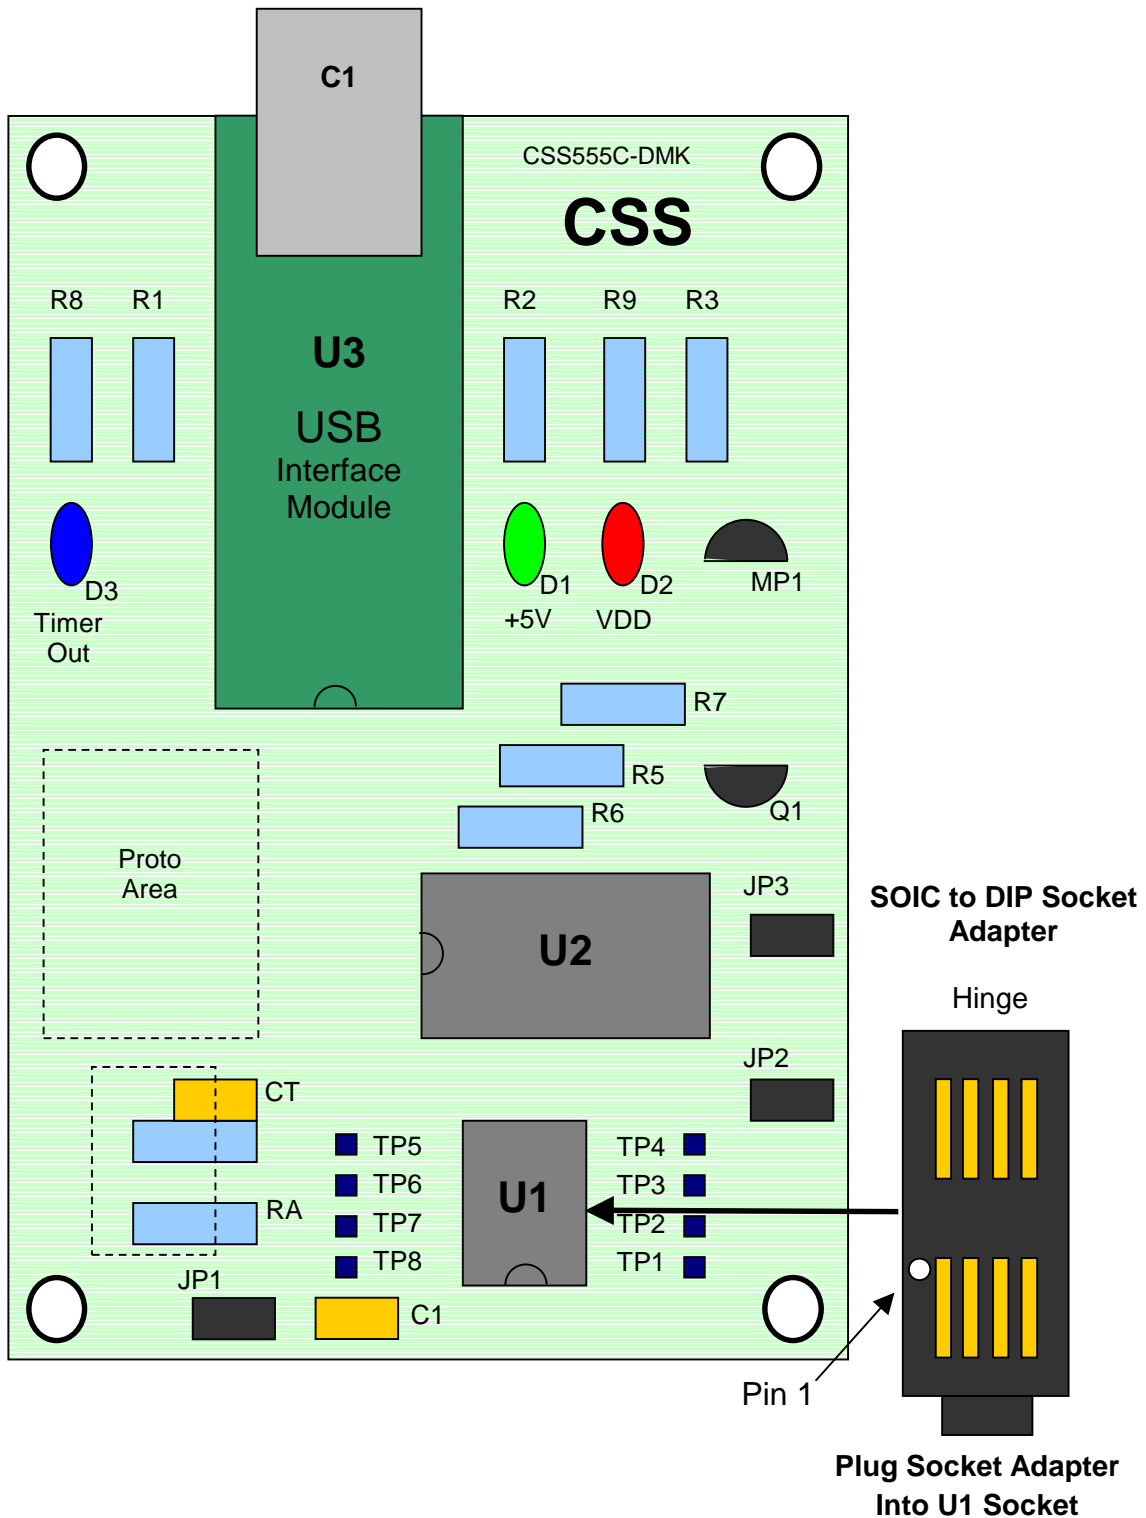 C1
CSS555C-DMK
CSS
R8
R1
R2
R9
R3
U3
USB
Interface
Module
D3
Timer
Out
D1
+5V
D2
VDD
MP1
R7
R5
R6
Q1
Proto
Area
U2
JP3
SOIC to DIP Socket
Adapter
Hinge
JP2
CT
RA
TP5
TP6
TP7
TP8
U1
TP4
TP3
TP2
TP1
JP1
C1
Pin 1
Plug Socket Adapter
Into U1 Socket